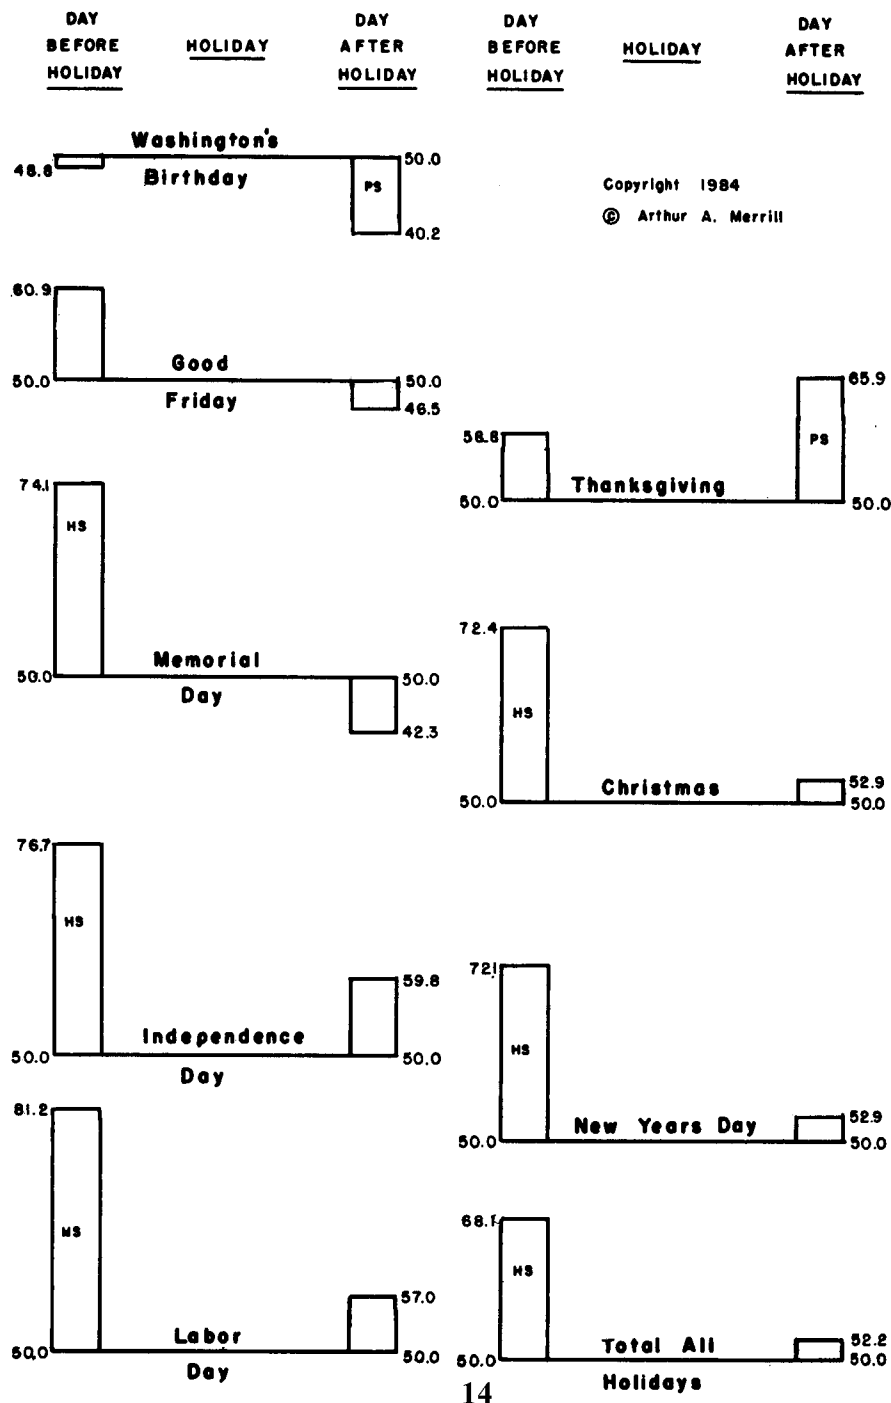 DAY
BEFORE
HOLIDAY
HOLIDAY
DAY
AFTER
HOLIDAY
DAY
BEFORE
HOLIDAY
HOLIDAY
DAY
AFTER
HOLIDAY
Washington's
Birthday
48.8
50.0
PS
40.2
Copyright 1984
© Arthur A. Merrill
60.9
50.0
Good
Friday
50.0
46.5
74.1
HS
50.0
Memorial
Day
50.0
42.3
76.7
HS
50.0
Independence
Day
59.8
50.0
81.2
HS
50.0
Labor
Day
57.0
50.0
58.8
50.0
Thanksgiving
65.9
PS
50.0
72.4
HS
50.0
Christmas
52.9
50.0
72.1
HS
50.0
New Years Day
52.9
50.0
68.1
HS
50.0
Total All
Holidays
52.2
50.0
14